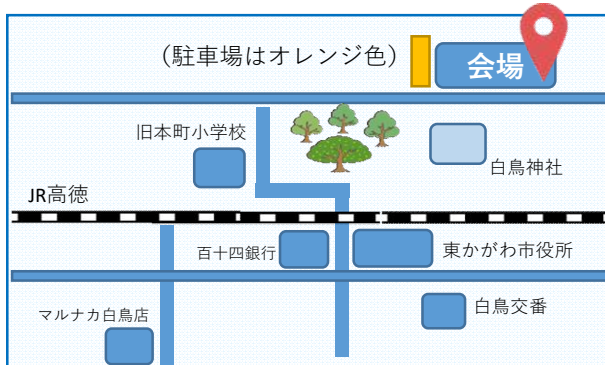 （駐車場はオレンジ色）
会場
旧本町小学校
白鳥神社
JR高徳
百十四銀行
東かがわ市役所
白鳥交番
マルナカ白鳥店